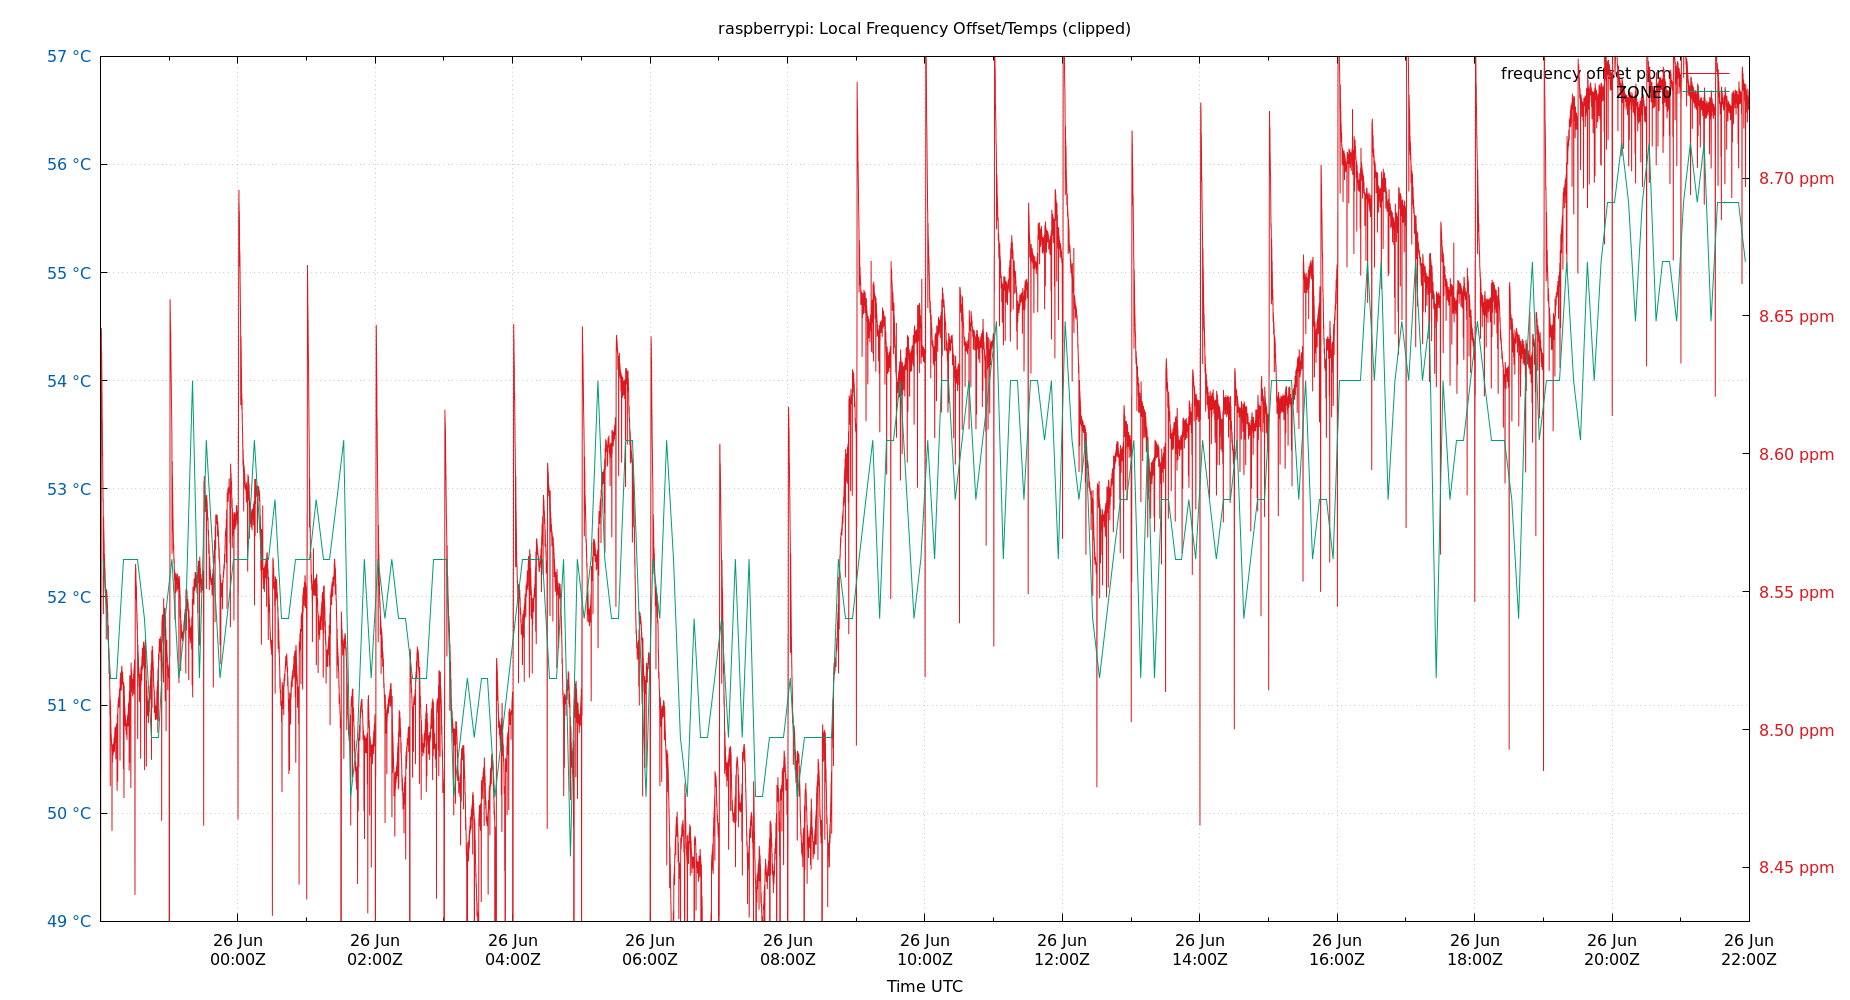 raspberrypi: Local Frequency Offset/Temps (clipped)
57 °C
56 °C
55 °C
54 °C
53 °C
52 °C
51 °C
50 °C
49 °C
frequency offset ppm
ZONE0
8.70 ppm
8.65 ppm
8.60 ppm
8.55 ppm
8.50 ppm
8.45 ppm
26 Jun 26 Jun 26 Jun 26 Jun 26 Jun 26 Jun 26 Jun 26 Jun 26 Jun 26 Jun 26 Jun 26 Jun
00:00Z 02:00Z 04:00Z 06:00Z 08:00Z 10:00Z 12:00Z 14:00Z 16:00Z 18:00Z 20:00Z 22:00Z
Time UTC